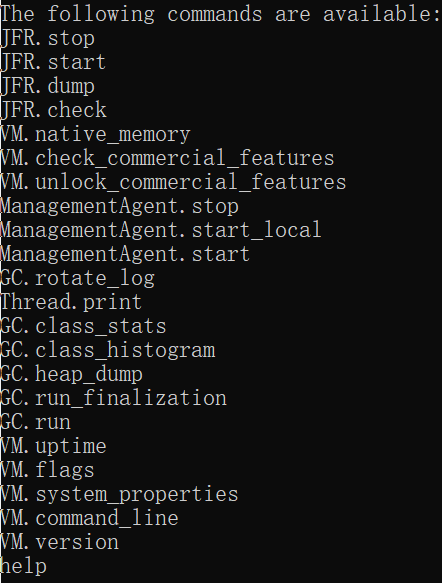 The following commands are available:
JFR.stop
JFR.start
JFR.dump
JFR.check
VM.native_memory
VM.check_commercial_features
VM.unlock_commercial_features
ManagementAgent.stop
ManagementAgent.start_local
ManagementAgent.start
GC.rotate_log
Thread.print
GC.class_stats
GC.class_histogram
GC.heap_dump
GC.run_finalization
GC.run
VM.uptime
VM.flags
VM.system_properties
VM.command_line
VM.version
help